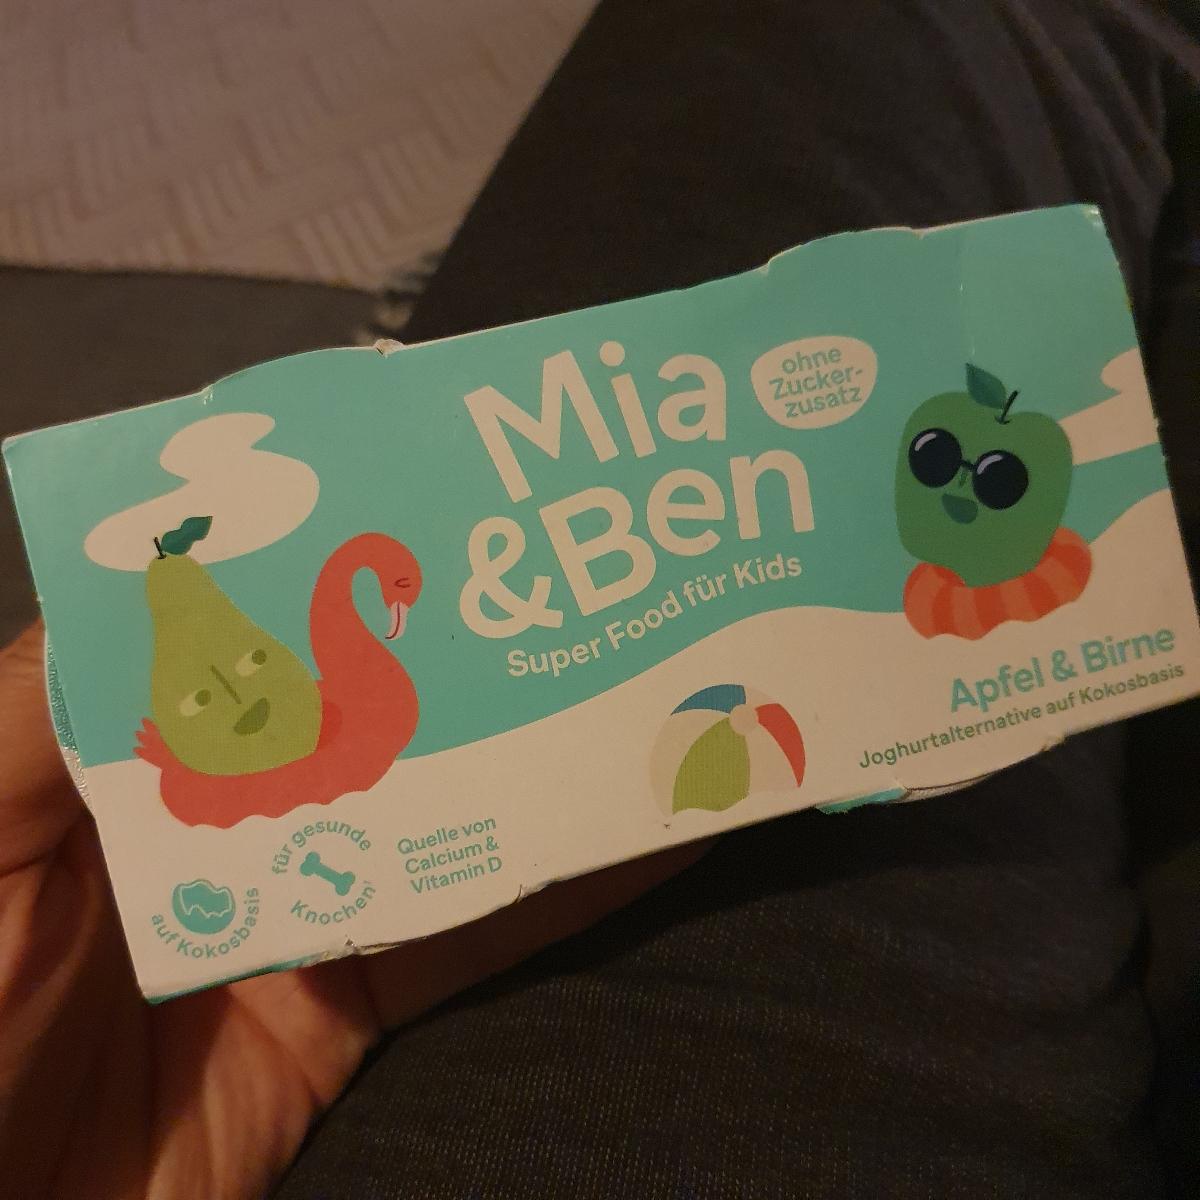 Mia
&Ben
Super Food für Kids
ohne
Zucker-
zusatz
Apfel & Birne
Joghurtalternative auf Kokosbasis
auf Kokosbasis
für gesunde
Knochen¹
Quelle von
Calcium &
Vitamin D